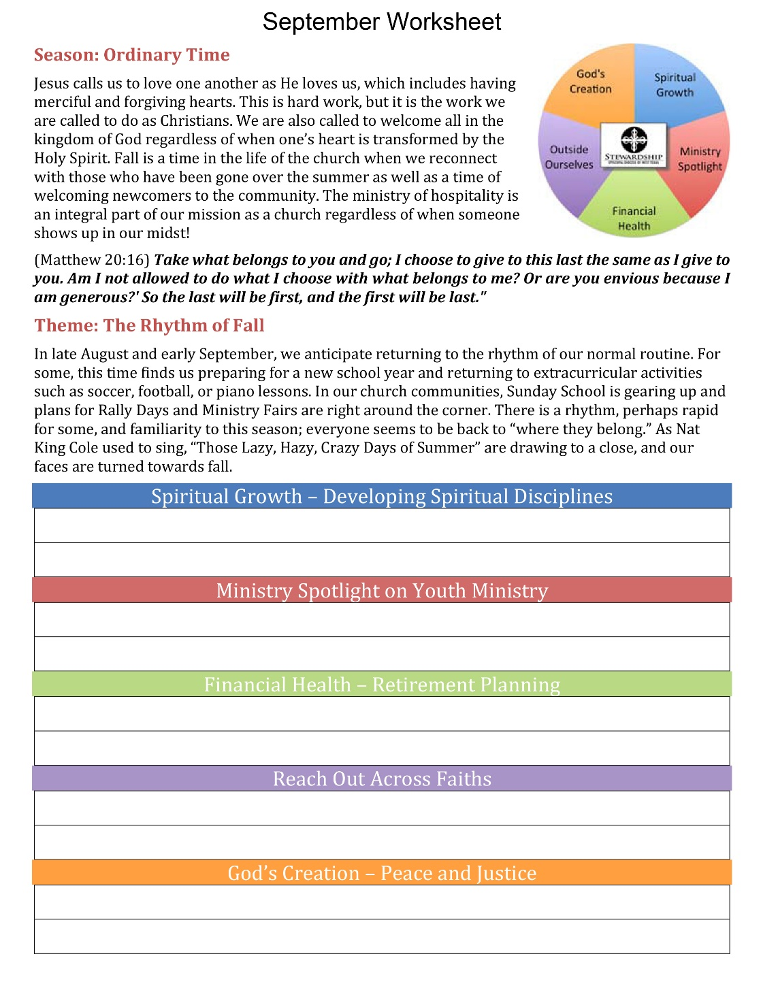 September Worksheet
Season: Ordinary Time
Jesus calls us to love one another as He loves us, which includes having
merciful and forgiving hearts. This is hard work, but it is the work we
are called to do as Christians. We are also called to welcome all in the
kingdom of God regardless of when one’s heart is transformed by the
Holy Spirit. Fall is a time in the life of the church when we reconnect
with those who have been gone over the summer as well as a time of
welcoming newcomers to the community. The ministry of hospitality is
an integral part of our mission as a church regardless of when someone
shows up in our midst!
God's
Creation
Spiritual
Growth
Outside
Ourselves
STEWARDSHIP
EPISCOPAL DIOCESE OF WEST TEXAS
Ministry
Spotlight
Financial
Health
(Matthew 20:16) Take what belongs to you and go; I choose to give to this last the same as I give to
you. Am I not allowed to do what I choose with what belongs to me? Or are you envious because I
am generous?' So the last will be first, and the first will be last."
Theme: The Rhythm of Fall
In late August and early September, we anticipate returning to the rhythm of our normal routine. For
some, this time finds us preparing for a new school year and returning to extracurricular activities
such as soccer, football, or piano lessons. In our church communities, Sunday School is gearing up and
plans for Rally Days and Ministry Fairs are right around the corner. There is a rhythm, perhaps rapid
for some, and familiarity to this season; everyone seems to be back to “where they belong.” As Nat
King Cole used to sing, “Those Lazy, Hazy, Crazy Days of Summer” are drawing to a close, and our
faces are turned towards fall.
Spiritual Growth – Developing Spiritual Disciplines
Ministry Spotlight on Youth Ministry
Financial Health – Retirement Planning
Reach Out Across Faiths
God’s Creation – Peace and Justice